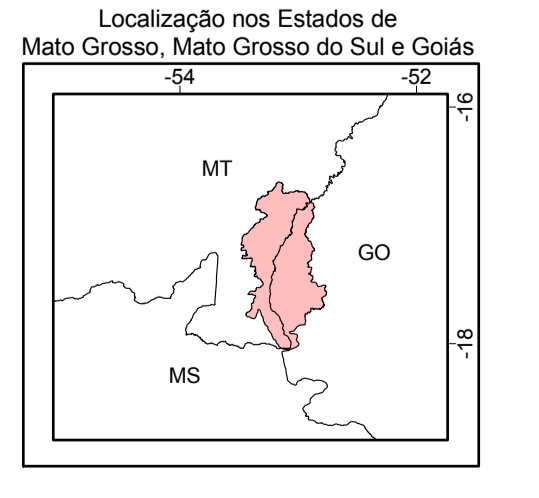 Localização nos Estados de
Mato Grosso, Mato Grosso do Sul e Goiás
-54
-52
-16
MT
GO
-18
MS